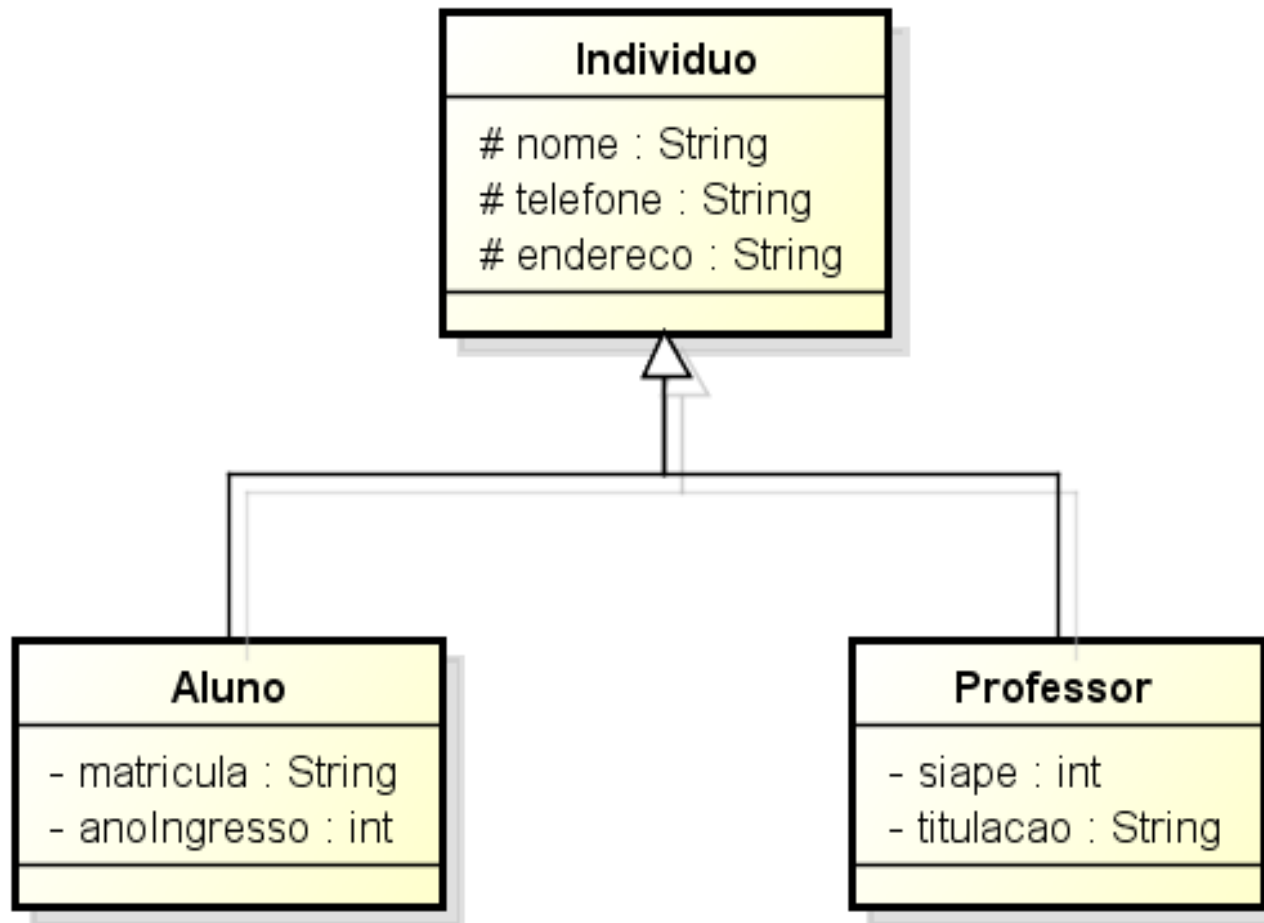 Individuo
# nome : String
# telefone : String
# endereco : String
Aluno
- matricula : String
- anoIngresso : int
Professor
- siape : int
- titulacao : String